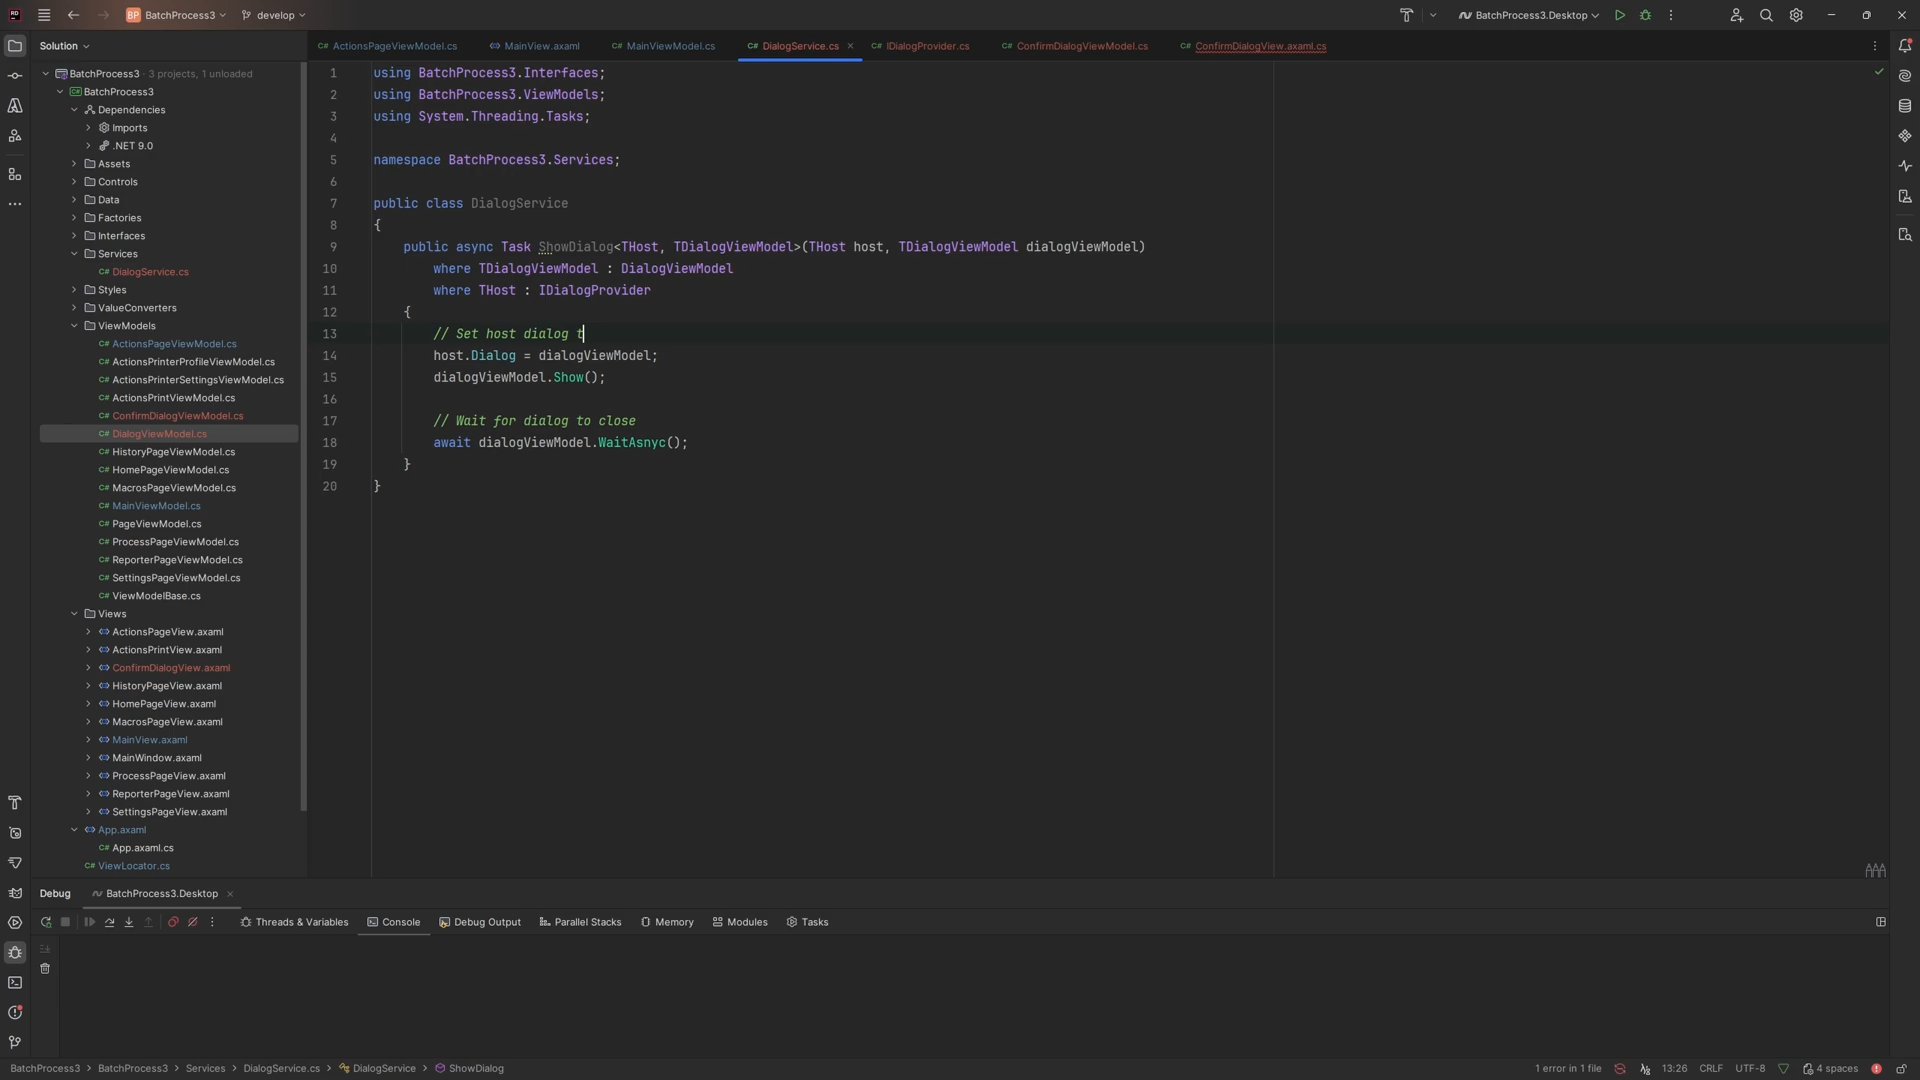 BP BatchProcess3
develop
BatchProcess3.Desktop
Solution
ActionsPageViewModel.cs
MainView.axaml
MainViewModel.cs
DialogService.cs
IDialogProvider.cs
ConfirmDialogViewModel.cs
ConfirmDialogView.axaml.cs
BatchProcess3 · 3 projects, 1 unloaded
BatchProcess3
Dependencies
Imports
.NET 9.0
Assets
Controls
Data
Factories
Interfaces
Services
C# DialogService.cs
Styles
ValueConverters
ViewModels
C# ActionsPageViewModel.cs
C# ActionsPrinterProfileViewModel.cs
C# ActionsPrinterSettingsViewModel.cs
C# ActionsPrintViewModel.cs
C# ConfirmDialogViewModel.cs
C# DialogViewModel.cs
C# HistoryPageViewModel.cs
C# HomePageViewModel.cs
C# MacrosPageViewModel.cs
C# MainViewModel.cs
C# PageViewModel.cs
C# ProcessPageViewModel.cs
C# ReporterPageViewModel.cs
C# SettingsPageViewModel.cs
C# ViewModelBase.cs
Views
ActionsPageView.axaml
ActionsPrintView.axaml
ConfirmDialogView.axaml
HistoryPageView.axaml
HomePageView.axaml
MacrosPageView.axaml
MainView.axaml
MainWindow.axaml
ProcessPageView.axaml
ReporterPageView.axaml
SettingsPageView.axaml
App.axaml
C# App.axaml.cs
C# ViewLocator.cs
1 using BatchProcess3.Interfaces;
2 using BatchProcess3.ViewModels;
3 using System.Threading.Tasks;
4
5 namespace BatchProcess3.Services;
6
7 public class DialogService
8 {
9 public async Task ShowDialog<THost, TDialogViewModel>(THost host, TDialogViewModel dialogViewModel)
10 where TDialogViewModel : DialogViewModel
11 where THost : IDialogProvider
12 {
13 // Set host dialog t
14 host.Dialog = dialogViewModel;
15 dialogViewModel.Show();
16
17 // Wait for dialog to close
18 await dialogViewModel.WaitAsnyc();
19 }
20 }
Debug
BatchProcess3.Desktop
Threads & Variables
Console
Debug Output
Parallel Stacks
Memory
Modules
Tasks
BatchProcess3 > BatchProcess3 > Services > DialogService.cs > DialogService > ShowDialog
1 error in 1 file
13:26
CRLF
UTF-8
4 spaces